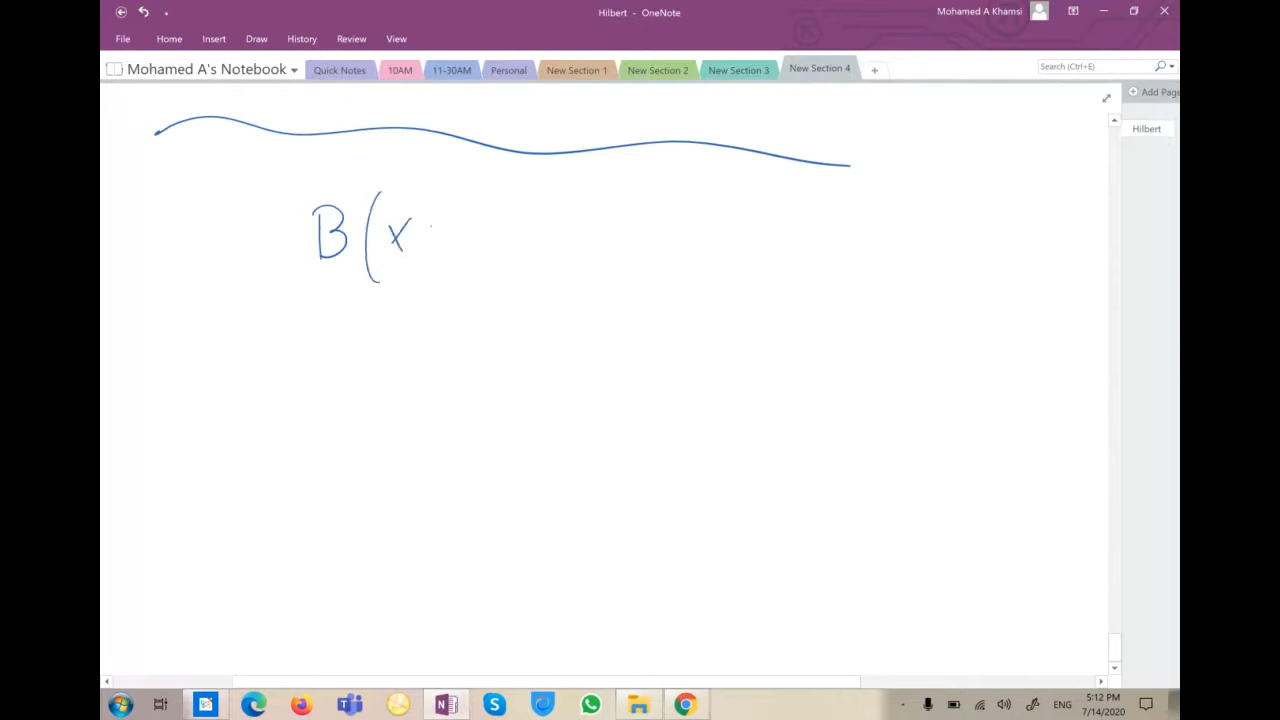 Hilbert - OneNote
Mohamed A Khamsi
File Home Insert Draw History Review View
Mohamed A's Notebook
Quick Notes 10AM 11-30AM Personal New Section 1 New Section 2 New Section 3 New Section 4
Search (Ctrl+E)
Add Page
Hilbert
B(x
ENG
5:12 PM
7/14/2020